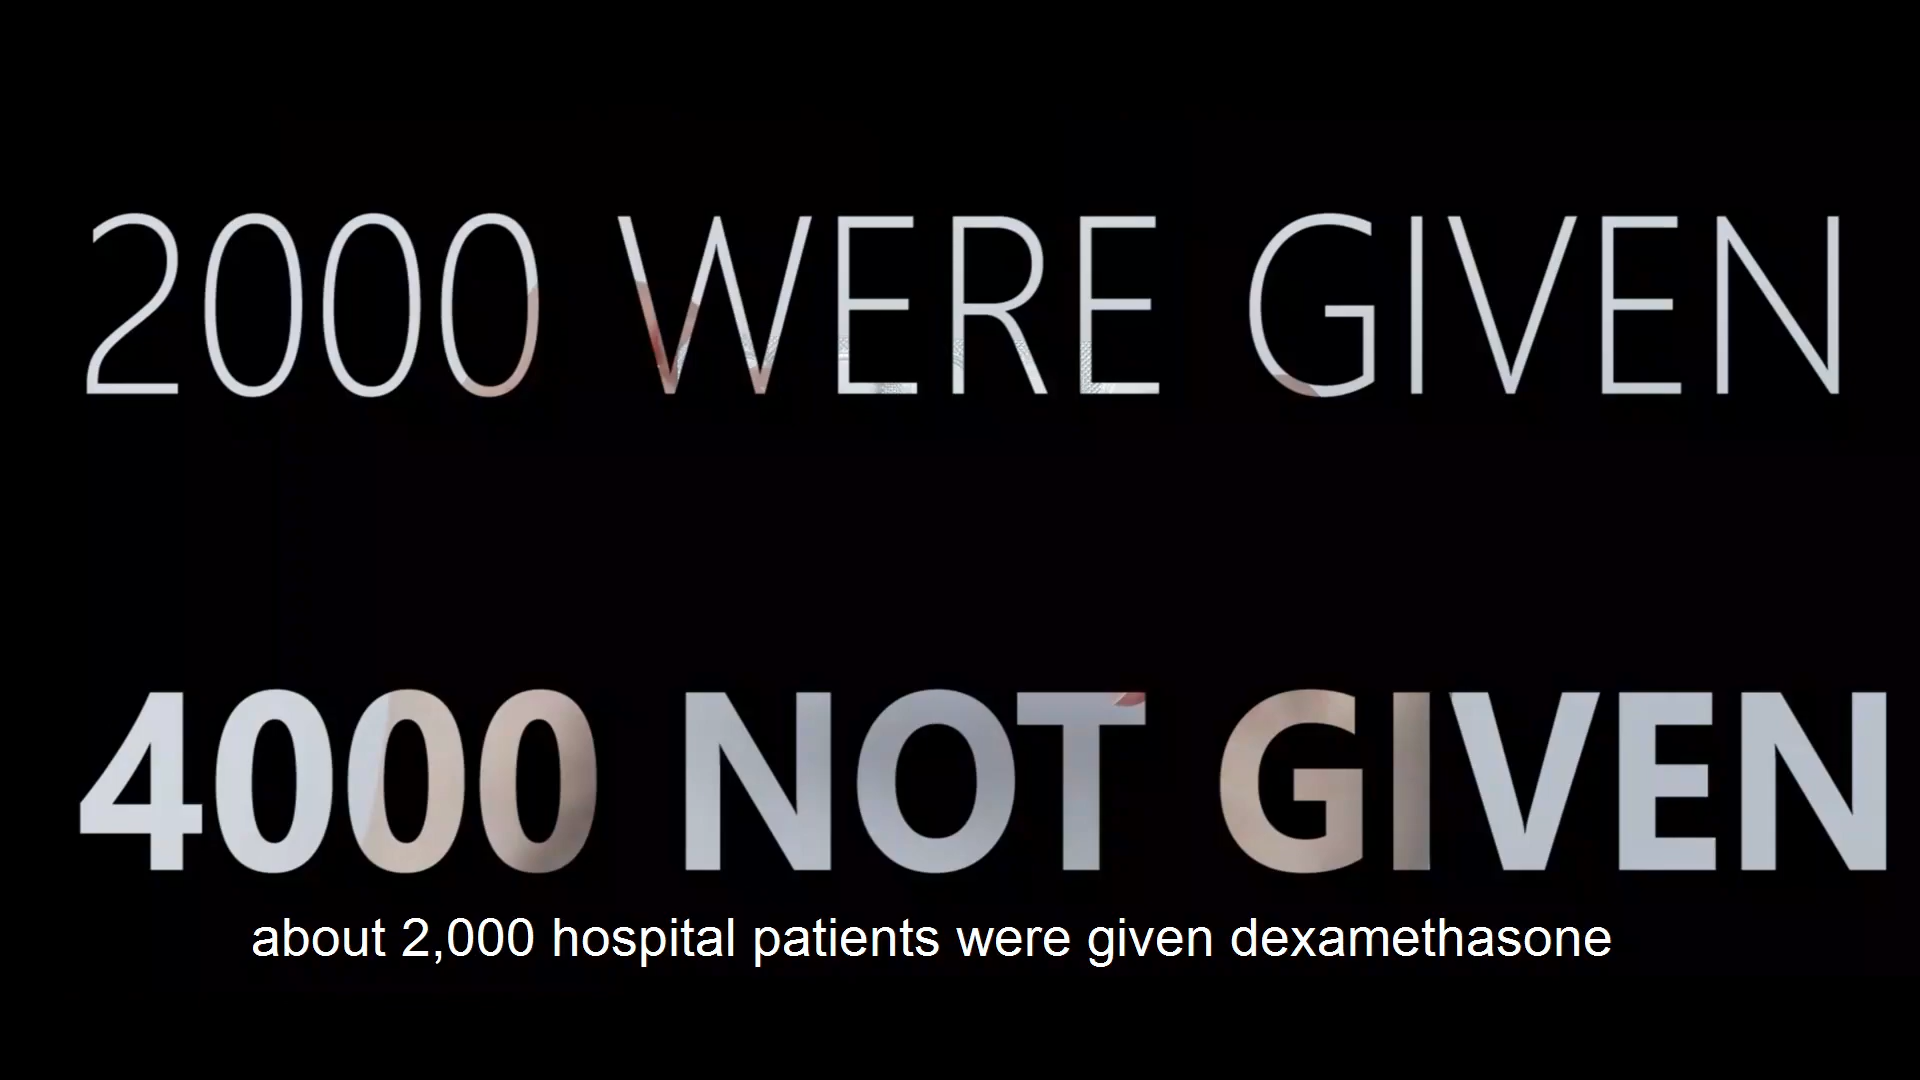 2000 WERE GIVEN
4000 NOT GIVEN
about 2,000 hospital patients were given dexamethasone